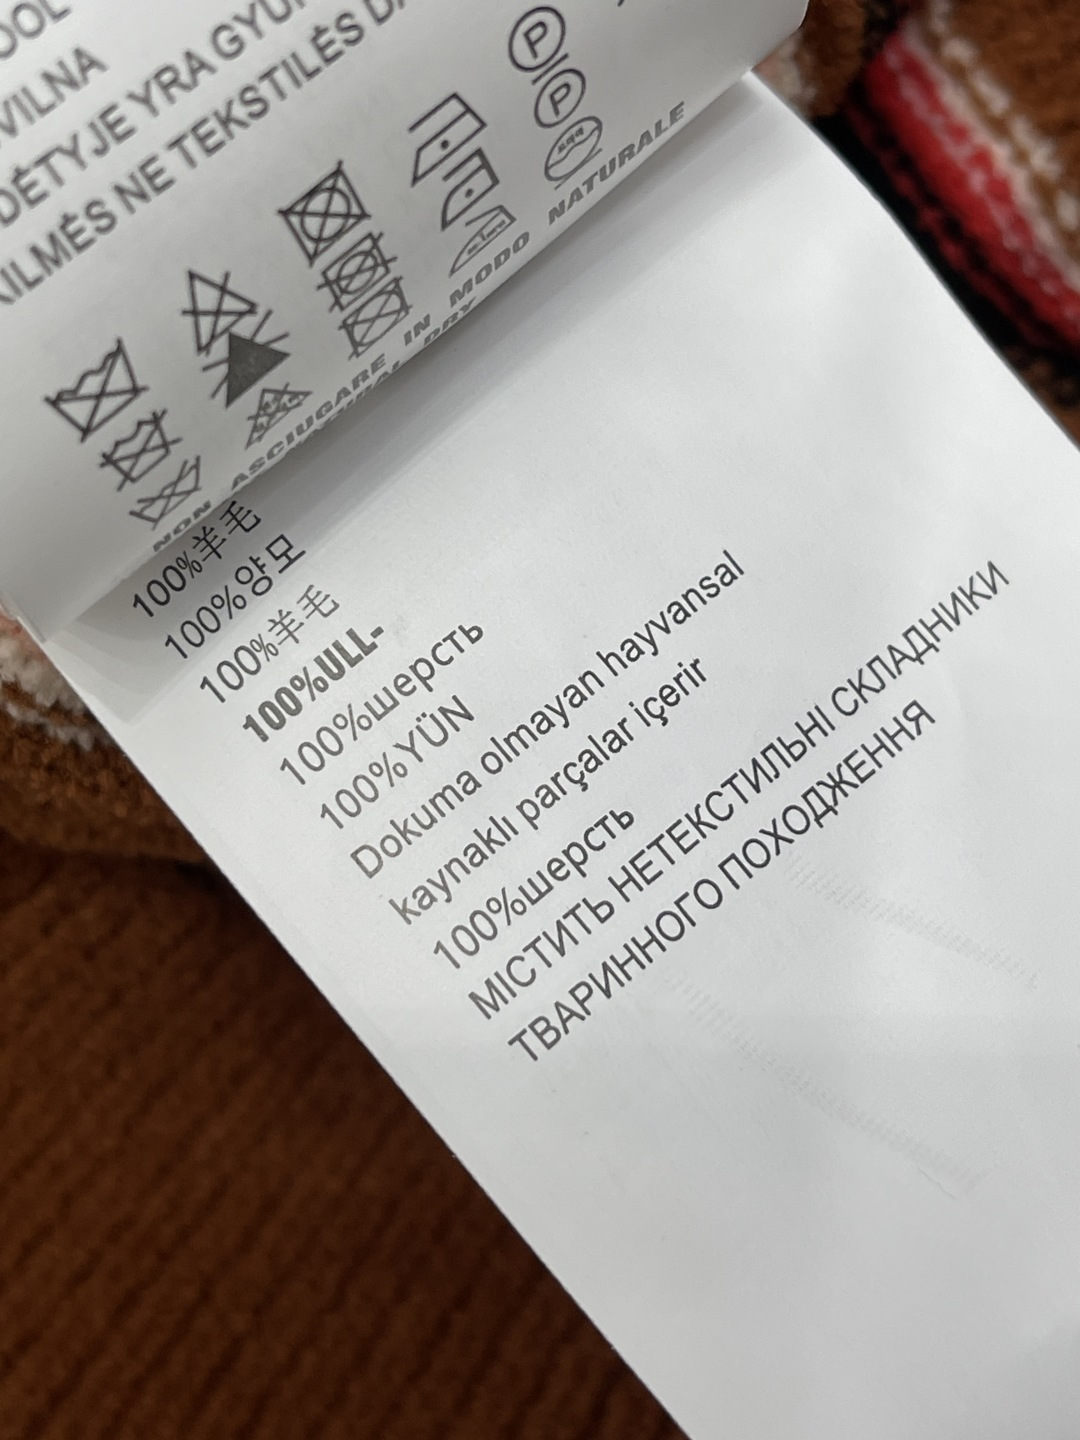 VILNA
DĖTYJE YRA
KILMĖS NE TEKSTILĖS
P
P
NON ASCIUGARE IN MODO NATURALE
DRY
100%羊毛
100%양모
100%羊毛
100%ULL-
100%шерсть
100%YÜN
Dokuma olmayan hayvansal
kaynaklı parçalar içerir
100%шерсть
МІСТИТЬ НЕТЕКСТИЛЬНІ СКЛАДНИКИ
ТВАРИННОГО ПОХОДЖЕННЯ